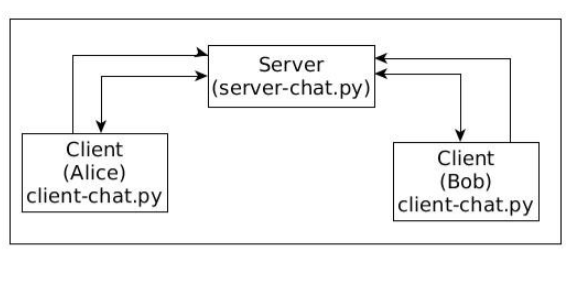 Server
(server-chat.py)
Client
(Alice)
client-chat.py
Client
(Bob)
client-chat.py